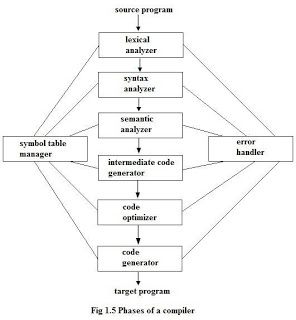 source program
lexical
analyzer
syntax
analyzer
semantic
analyzer
symbol table
manager
error
handler
intermediate code
generator
code
optimizer
code
generator
target program
Fig 1.5 Phases of a compiler